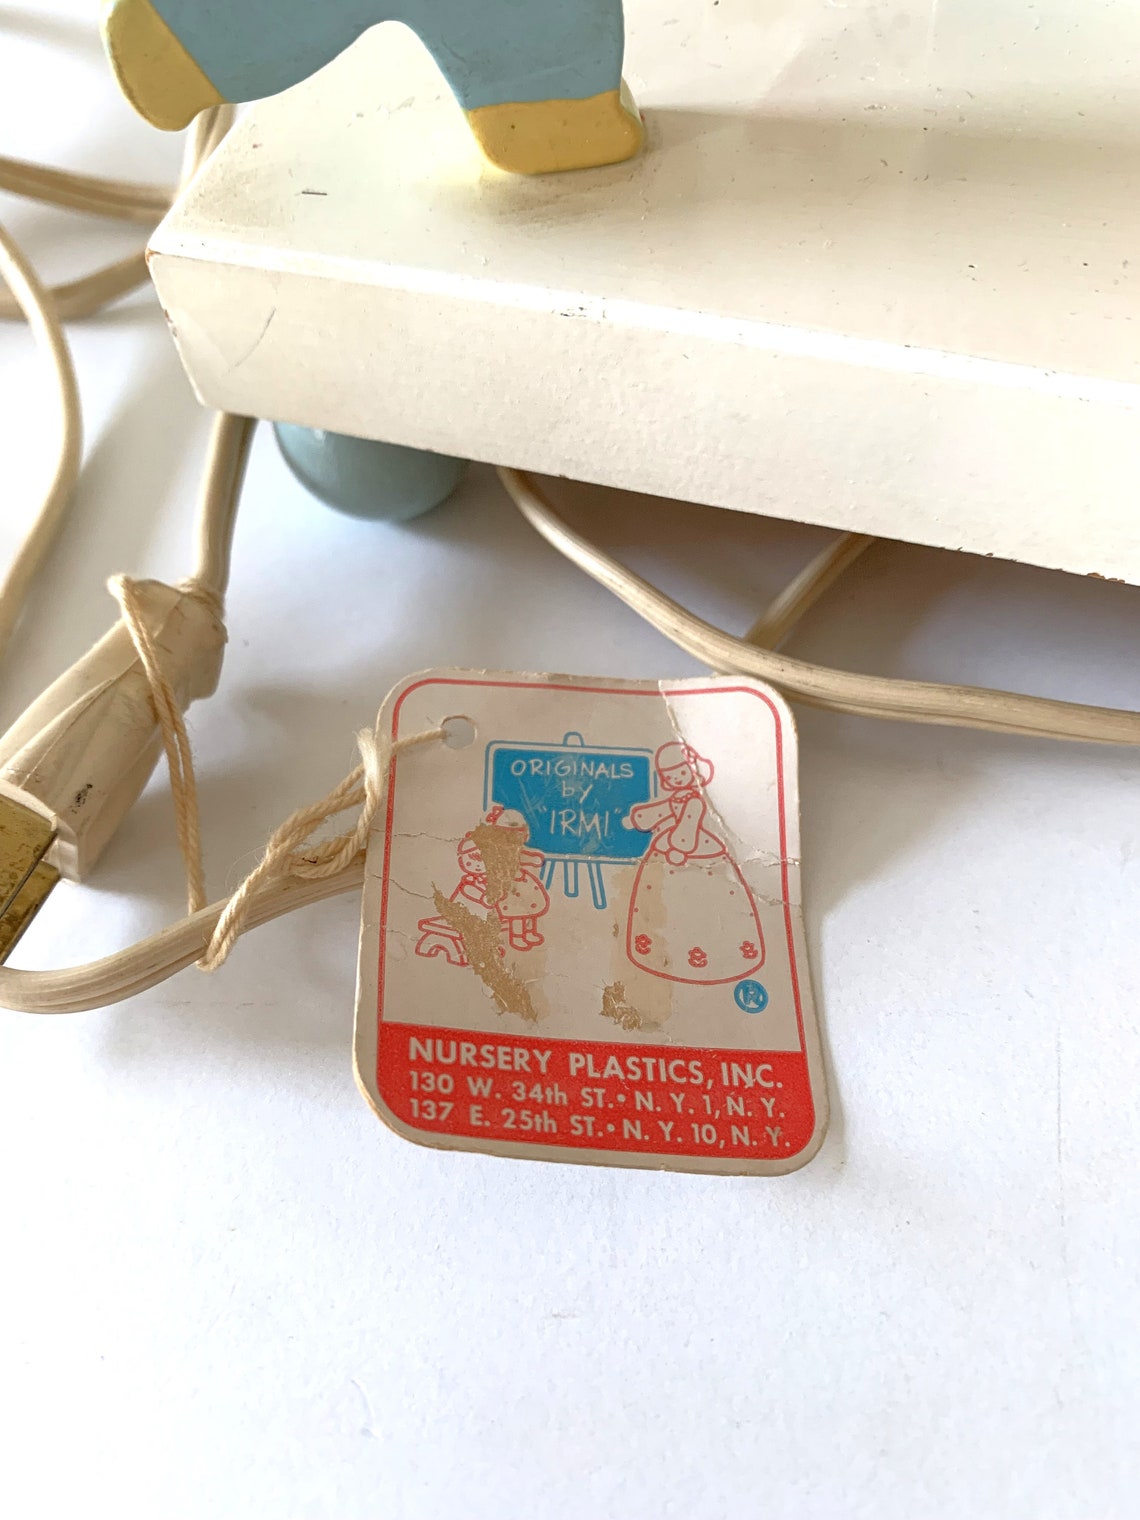 ORIGINALS
by
"IRMI"
®
NURSERY PLASTICS, INC.
130 W. 34th ST. • N. Y. 1, N. Y.
137 E. 25th ST. • N. Y. 10, N. Y.